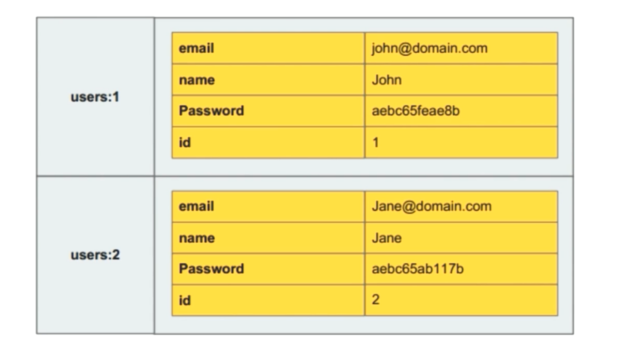 email john@domain.com
name John
users:1
Password aebc65feae8b
id 1
email Jane@domain.com
name Jane
users:2
Password aebc65ab117b
id 2